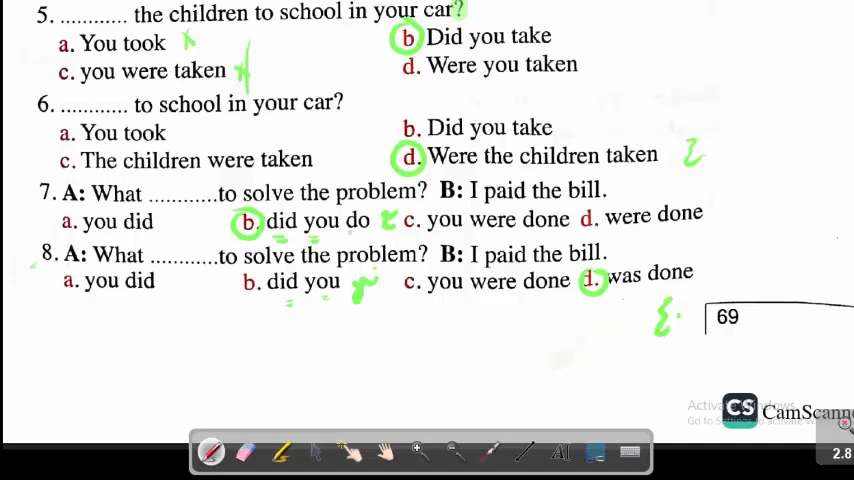 5. ............ the children to school in your car?
a. You took
b Did you take
c. you were taken
d. Were you taken
6. ............ to school in your car?
a. You took
b. Did you take
c. The children were taken
d. Were the children taken
7. A: What ............to solve the problem? B: I paid the bill.
a. you did b. did you do c. you were done d. were done
8. A: What ............to solve the problem? B: I paid the bill.
a. you did b. did you c. you were done d. was done
69
CS CamScanne
2.8